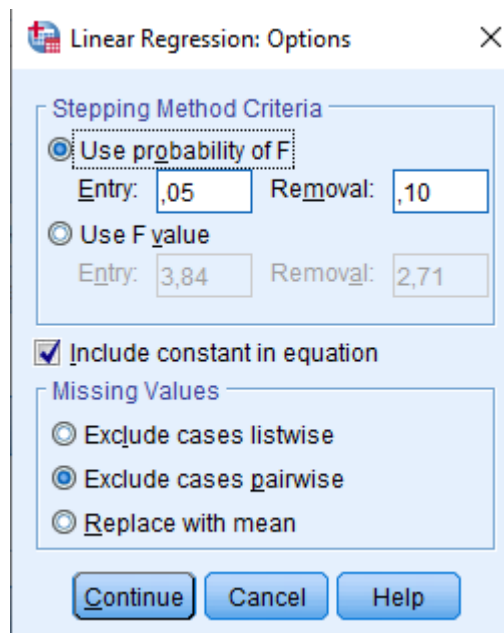 Linear Regression: Options
Stepping Method Criteria
Use probability of F
Entry: ,05 Removal: ,10
Use F value
Entry: 3,84 Removal: 2,71
Include constant in equation
Missing Values
Exclude cases listwise
Exclude cases pairwise
Replace with mean
Continue Cancel Help